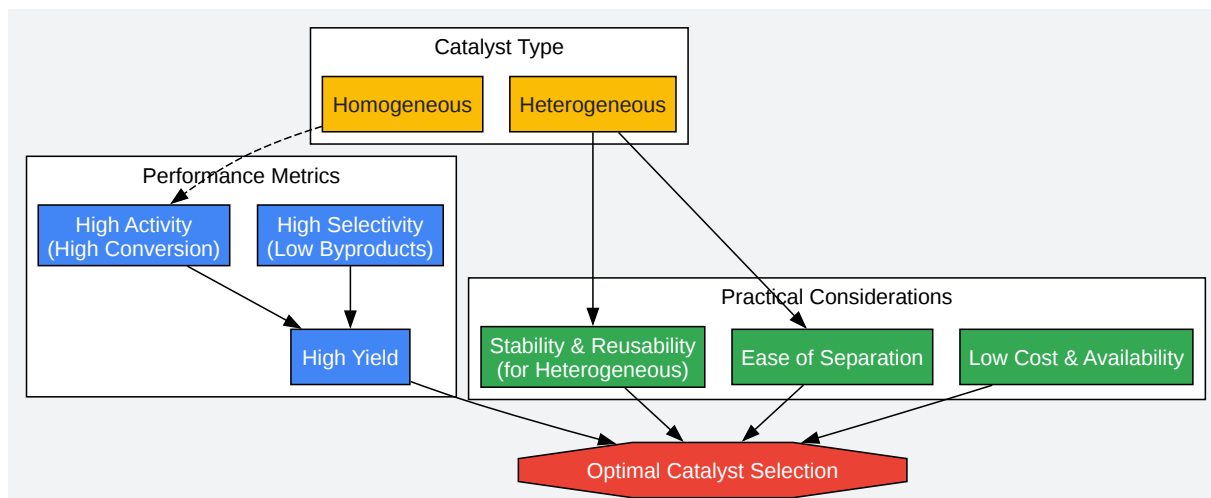 Catalyst Type
Homogeneous
Heterogeneous
Performance Metrics
High Activity
(High Conversion)
High Selectivity
(Low Byproducts)
High Yield
Practical Considerations
Stability & Reusability
(for Heterogeneous)
Ease of Separation
Low Cost & Availability
Optimal Catalyst Selection